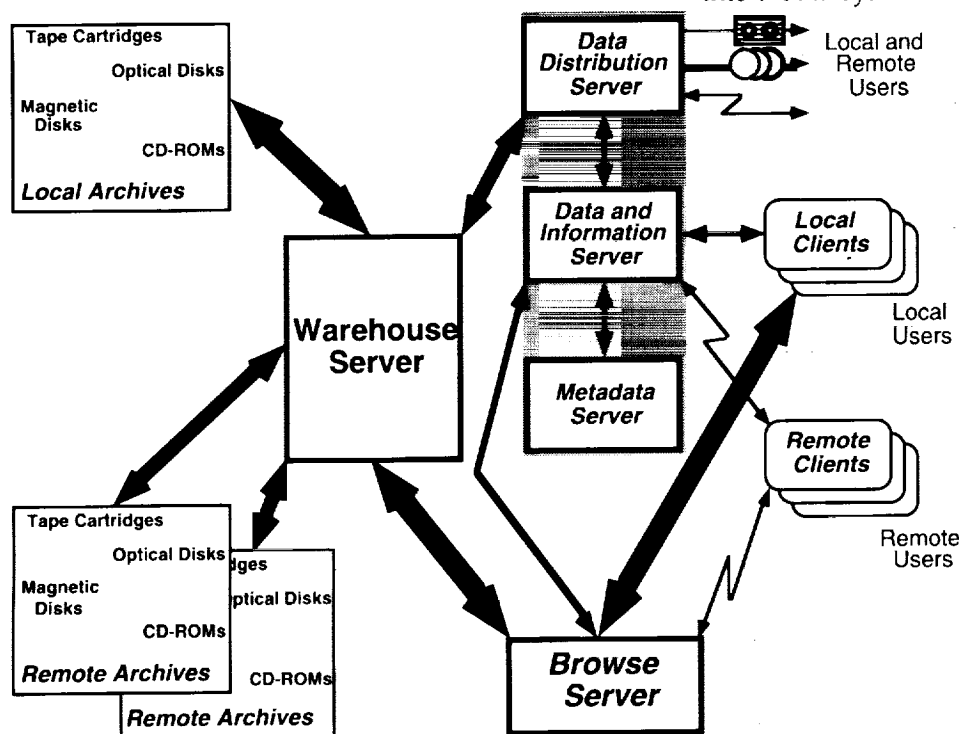 Tape Cartridges
Optical Disks
Magnetic
Disks
CD-ROMs
Local Archives
Data
Distribution
Server
Local and
Remote
Users
Data and
Information
Server
Local
Clients
Local
Users
Warehouse
Server
Metadata
Server
Remote
Clients
Remote
Users
Tape Cartridges
Optical Disks
Magnetic
Disks
CD-ROMs
Remote Archives
dges
ptical Disks
CD-ROMs
Remote Archives
Browse
Server